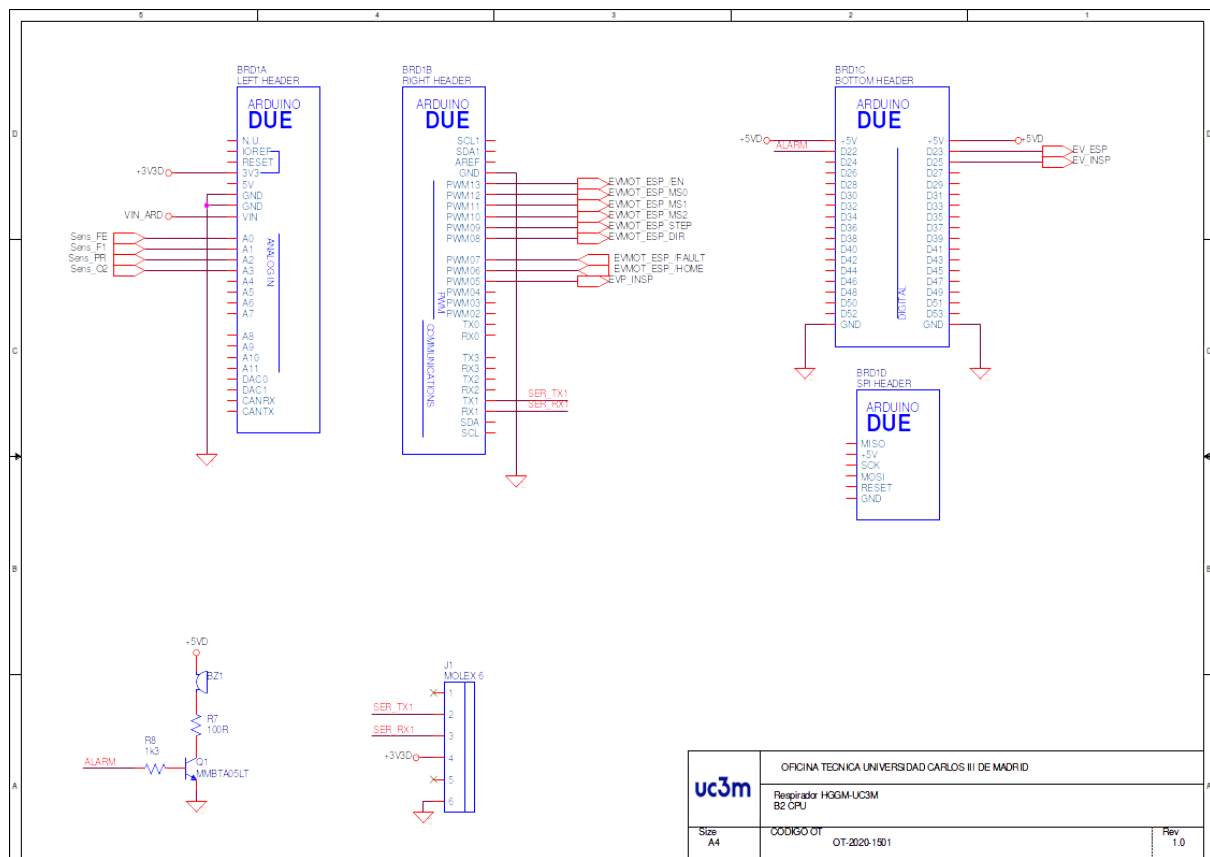 5 4 3 2 1
D
C
B
A
D
C
B
A
BRD1A
LEFT HEADER
ARDUINO
DUE
N.U.
IOREF
RESET
3V3
5V
GND
GND
VIN
A0
A1
A2
A3
A4
A5
A6
A7
A8
A9
A10
A11
DAC0
DAC1
CANRX
CANTX
ANALOG IN
+3V3D
VIN_ARD
Sens_FE
Sens_F1
Sens_PR
Sens_O2
BRD1B
RIGHT HEADER
ARDUINO
DUE
SCL1
SDA1
AREF
GND
PWM13
PWM12
PWM11
PWM10
PWM09
PWM08
PWM07
PWM06
PWM05
PWM04
PWM03
PWM02
TX0
RX0
TX3
RX3
TX2
RX2
TX1
RX1
SDA
SCL
PWM
COMMUNICATIONS
EVMOT_ESP_/EN
EVMOT_ESP_MS0
EVMOT_ESP_MS1
EVMOT_ESP_MS2
EVMOT_ESP_STEP
EVMOT_ESP_DIR
EVMOT_ESP_/FAULT
EVMOT_ESP_/HOME
EVP_INSP
SER_TX1
SER_RX1
BRD1C
BOTTOM HEADER
ARDUINO
DUE
+5VD
ALARM
+5V
D22
D24
D26
D28
D30
D32
D34
D36
D38
D40
D42
D44
D46
D48
D50
D52
GND
DIGITAL
+5V
D23
D25
D27
D29
D31
D33
D35
D37
D39
D41
D43
D45
D47
D49
D51
D53
GND
+5VD
EV_ESP
EV_INSP
BRD1D
SPI HEADER
ARDUINO
DUE
MISO
+5V
SCK
MOSI
RESET
GND
+5VD
BZ1
R7
100R
R8
1k3
ALARM
Q1
MMBTA05LT
J1
MOLEX 6
1
2
3
4
5
6
SER_TX1
SER_RX1
+3V3D
uc3m
OFICINA TECNICA UNIVERSIDAD CARLOS III DE MADRID
Respirador HGGM-UC3M
B2 CPU
Size
A4
CODIGO OT
OT-2020-1501
Rev
1.0